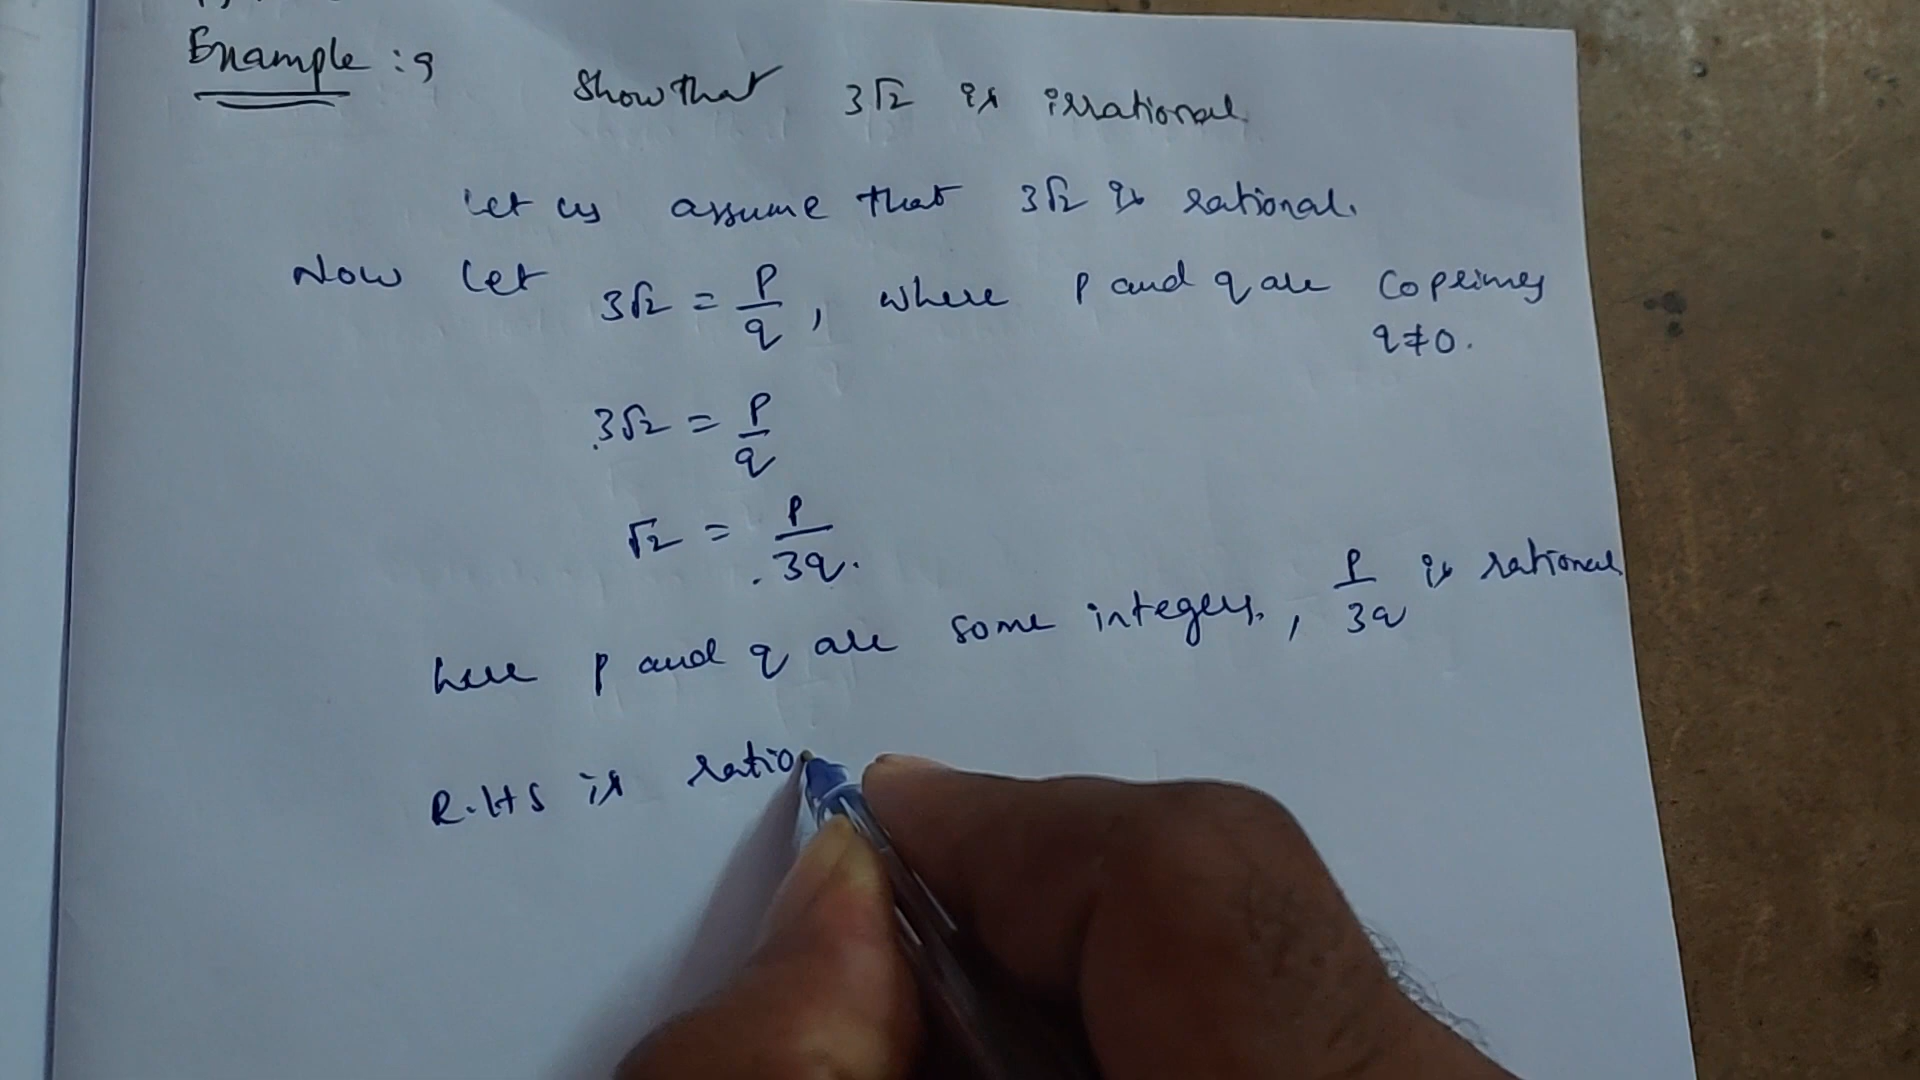 Example : 9
Show that 3√2 is irrational.
Let us assume that 3√2 is rational.
Now Let 3√2 = p/q , where p and q are Coprimes
q ≠ 0.
3√2 = p/q
√2 = p/3q.
here p and q are some integers, , p/3q is rational
R.H S is ratio